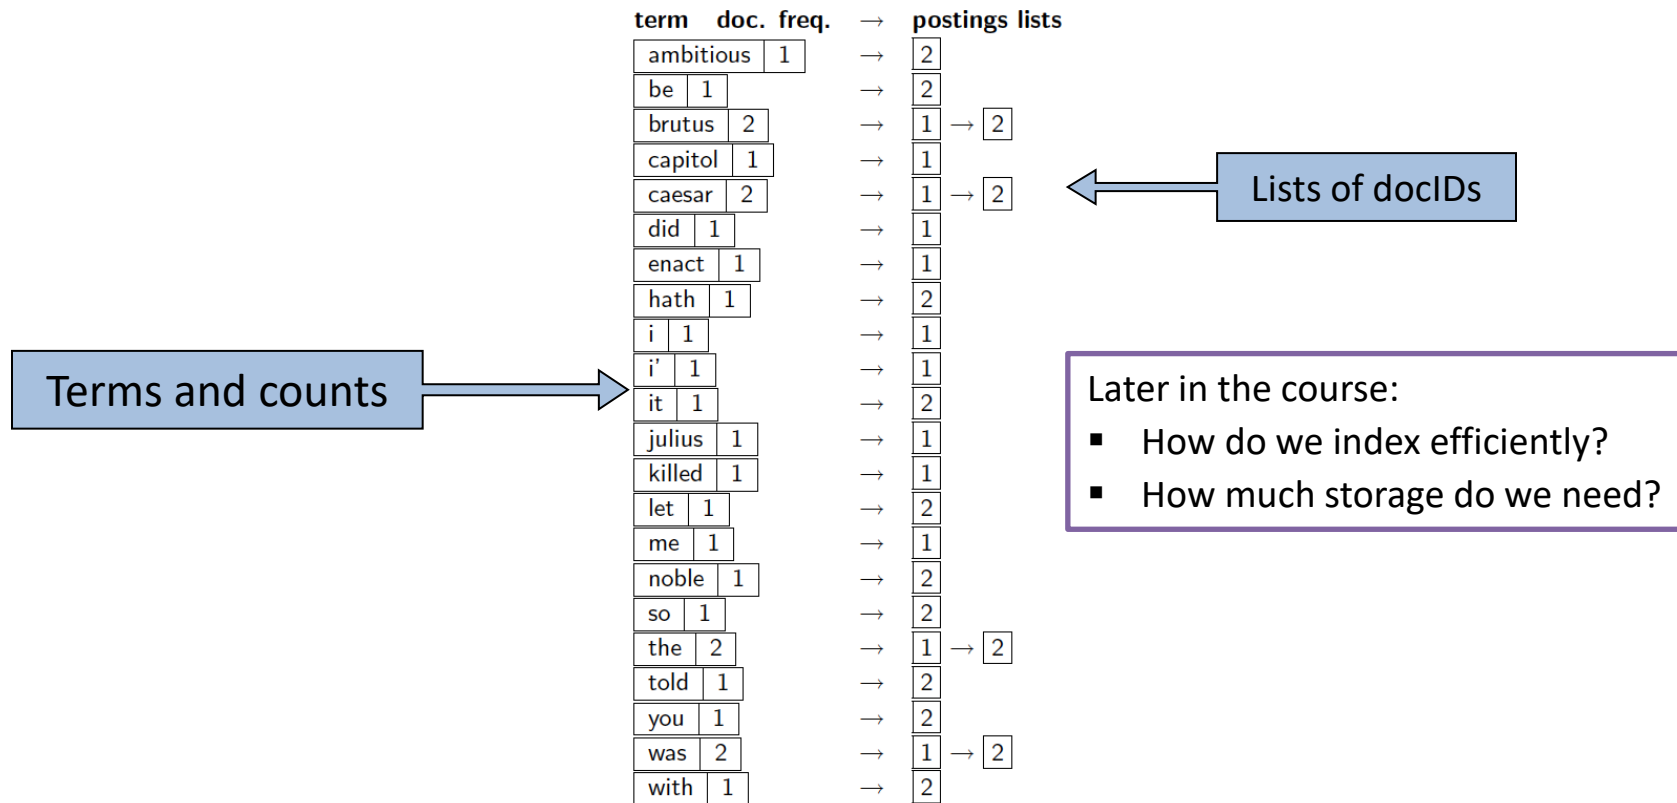 term doc. freq. → postings lists
ambitious 1 → 2
be 1 → 2
brutus 2 → 1 → 2
capitol 1 → 1
caesar 2 → 1 → 2
did 1 → 1
enact 1 → 1
hath 1 → 2
i 1 → 1
i' 1 → 1
it 1 → 2
julius 1 → 1
killed 1 → 1
let 1 → 2
me 1 → 1
noble 1 → 2
so 1 → 2
the 2 → 1 → 2
told 1 → 2
you 1 → 2
was 2 → 1 → 2
with 1 → 2
Terms and counts
Lists of docIDs
Later in the course:
▪ How do we index efficiently?
▪ How much storage do we need?